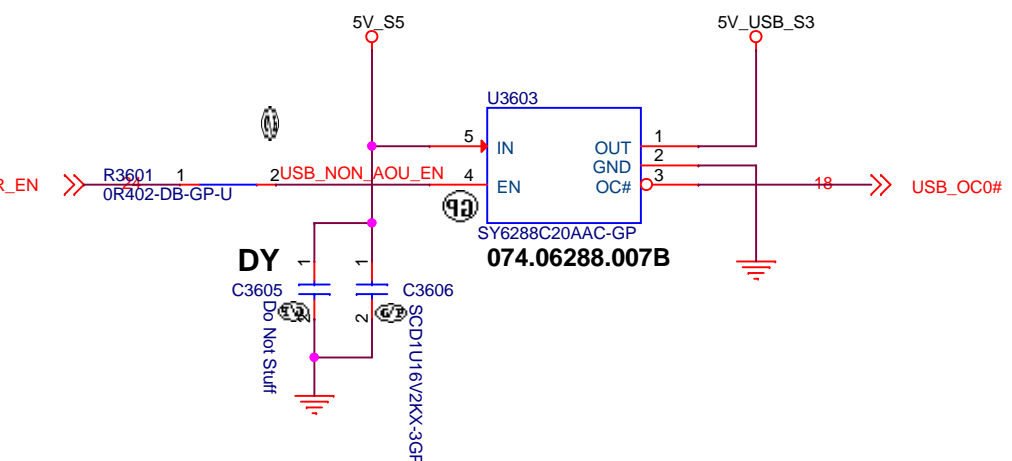 5V_S5
5V_USB_S3
U3603
5
IN
OUT
1
GND
2
R_EN
R3601
24
1
2
USB_NON_AOU_EN
4
EN
OC#
3
18
USB_OC0#
0R402-DB-GP-U
SY6288C20AAC-GP
074.06288.007B
DY
1
1
C3605
C3606
2
2
Do Not Stuff
SCD1U16V2KX-3GP